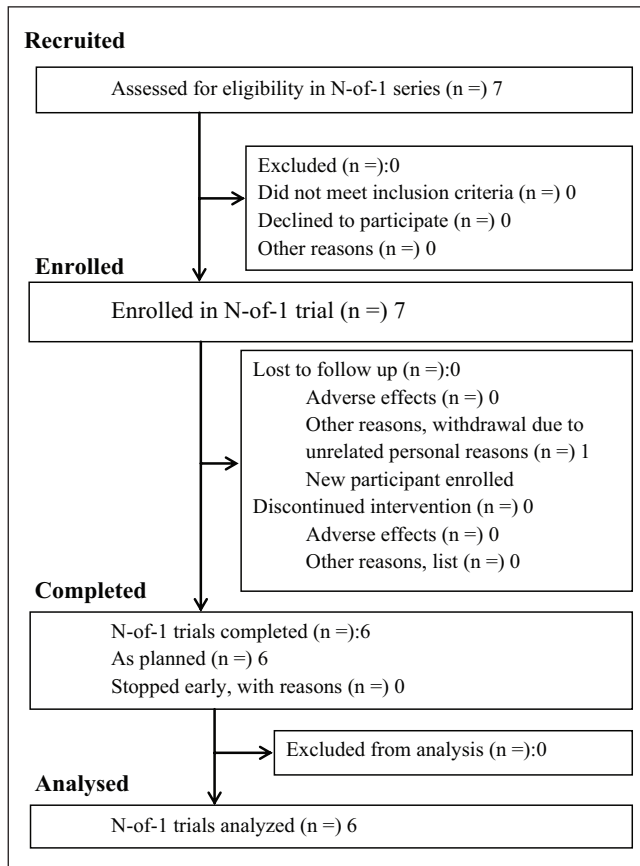 Recruited
Assessed for eligibility in N-of-1 series (n =) 7
Excluded (n =):0
Did not meet inclusion criteria (n =) 0
Declined to participate (n =) 0
Other reasons (n =) 0
Enrolled
Enrolled in N-of-1 trial (n =) 7
Lost to follow up (n =):0
Adverse effects (n =) 0
Other reasons, withdrawal due to
unrelated personal reasons (n =) 1
New participant enrolled
Discontinued intervention (n =) 0
Adverse effects (n =) 0
Other reasons, list (n =) 0
Completed
N-of-1 trials completed (n =):6
As planned (n =) 6
Stopped early, with reasons (n =) 0
Excluded from analysis (n =):0
Analysed
N-of-1 trials analyzed (n =) 6